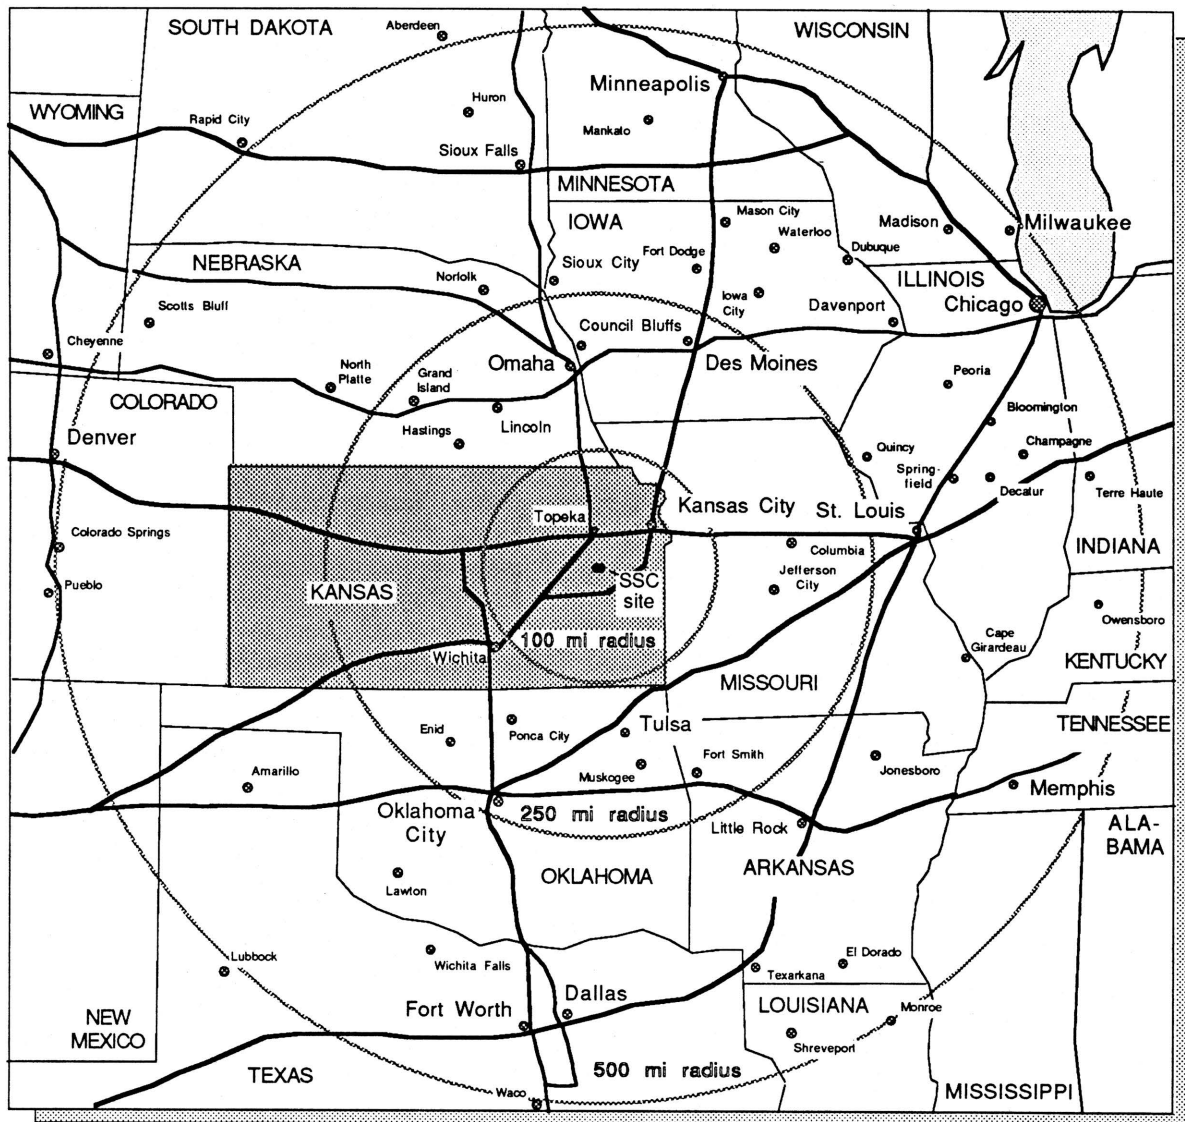 SOUTH DAKOTA
Aberdeen
WISCONSIN
Minneapolis
WYOMING
Huron
Rapid City
Mankato
Sioux Falls
MINNESOTA
IOWA
Mason City
Waterloo
Madison
Milwaukee
NEBRASKA
Sioux City
Fort Dodge
Dubuque
Norfolk
ILLINOIS
Scotts Bluff
Iowa
City
Davenport
Chicago
Cheyenne
Council Bluffs
North
Platte
Grand
Island
Omaha
Des Moines
Peoria
COLORADO
Bloomington
Denver
Hastings
Lincoln
Quincy
Champagne
Spring-
field
Decatur
Terre Haute
Topeka
Kansas City
St. Louis
Colorado Springs
Columbia
INDIANA
Pueblo
KANSAS
SSC
site
Jefferson
City
Owensboro
100 mi radius
Cape
Girardeau
Wichita
KENTUCKY
MISSOURI
Enid
Ponca City
Tulsa
TENNESSEE
Amarillo
Muskogee
Fort Smith
Jonesboro
Memphis
Oklahoma
City
250 mi radius
Little Rock
ALA-
BAMA
Lawton
OKLAHOMA
ARKANSAS
Lubbock
Wichita Falls
Texarkana
El Dorado
NEW
MEXICO
Fort Worth
Dallas
LOUISIANA
Monroe
Shreveport
TEXAS
500 mi radius
Waco
MISSISSIPPI